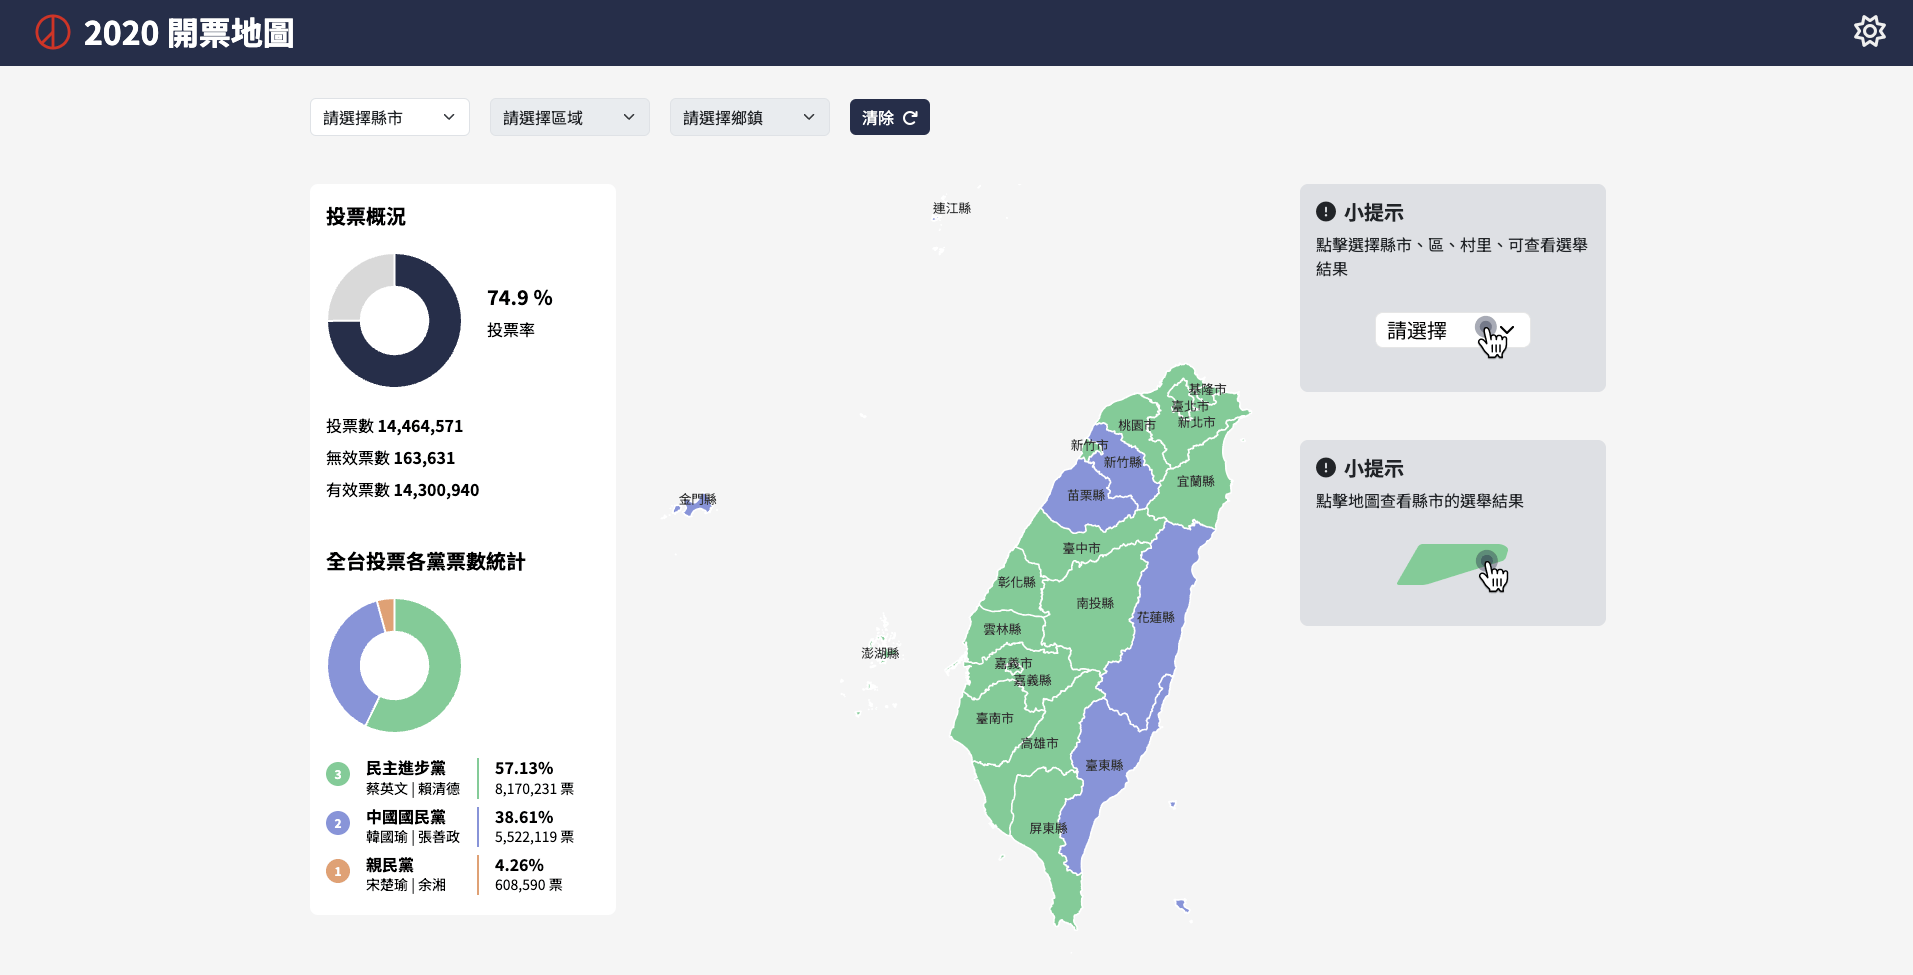 2020 開票地圖
請選擇縣市
請選擇區域
請選擇鄉鎮
清除
投票概況
74.9 %
投票率
投票數 14,464,571
無效票數 163,631
有效票數 14,300,940
全台投票各黨票數統計
3
民主進步黨
57.13%
蔡英文 | 賴清德
8,170,231 票
2
中國國民黨
38.61%
韓國瑜 | 張善政
5,522,119 票
1
親民黨
4.26%
宋楚瑜 | 余湘
608,590 票
連江縣
基隆市
臺北市
新北市
桃園市
新竹市
新竹縣
宜蘭縣
苗栗縣
金門縣
臺中市
彰化縣
南投縣
花蓮縣
雲林縣
澎湖縣
嘉義市
嘉義縣
臺南市
高雄市
臺東縣
屏東縣
小提示
點擊選擇縣市、區、村里、可查看選舉
結果
請選擇
小提示
點擊地圖查看縣市的選舉結果